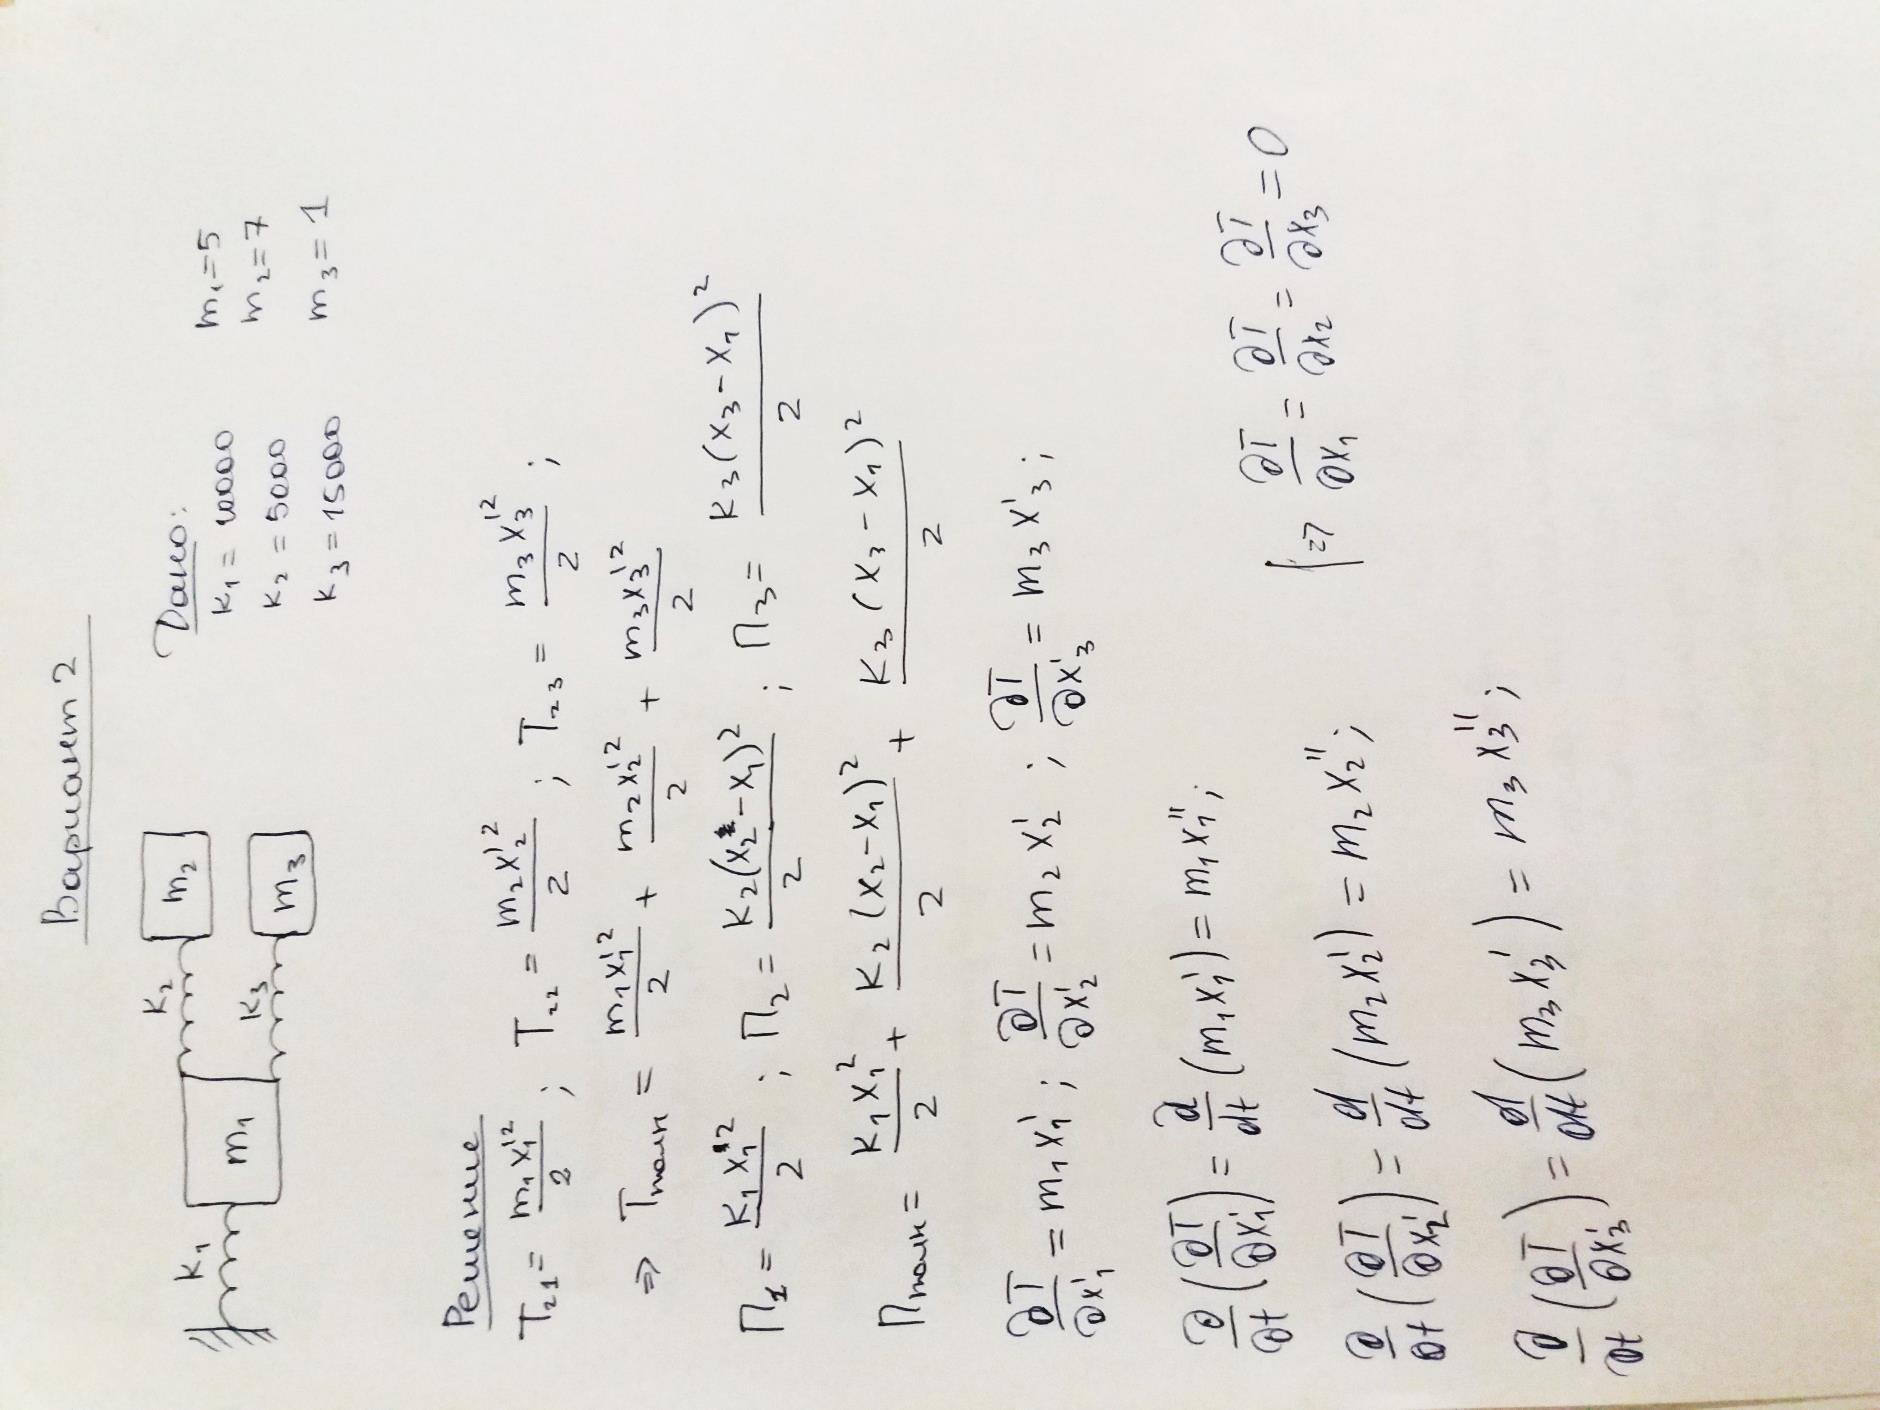 Вариант 2
K₁ m₁ K₂ m₂ K₃ m₃
Дано:
K₁ = 10000 m₁=5
K₂ = 5000 m₂=7
K₃ = 15000 m₃=1
Решение
T₂₁ = m₁x₁'²/2 ; T₂₂ = m₂x₂'²/2 ; T₂₃ = m₃x₃'²/2 ;
=> Tполн = m₁x₁'²/2 + m₂x₂'²/2 + m₃x₃'²/2
П₁ = K₁x₁²/2 ; П₂ = K₂(x₂-x₁)²/2 ; П₃ = K₃(x₃-x₁)²/2
Пполн = K₁x₁²/2 + K₂(x₂-x₁)²/2 + K₃(x₃-x₁)²/2
∂T/∂x₁' = m₁x₁' ; ∂T/∂x₂' = m₂x₂' ; ∂T/∂x₃' = m₃x'₃ ;
∂/∂t (∂T/∂x₁') = d/dt (m₁x₁') = m₁x₁'' ;
∂/∂t (∂T/∂x₂') = d/dt (m₂x₂') = m₂x₂'' ; => ∂T/∂x₁ = ∂T/∂x₂ = ∂T/∂x₃ = 0
∂/∂t (∂T/∂x₃') = d/dt (m₃x₃') = m₃x₃'' ;